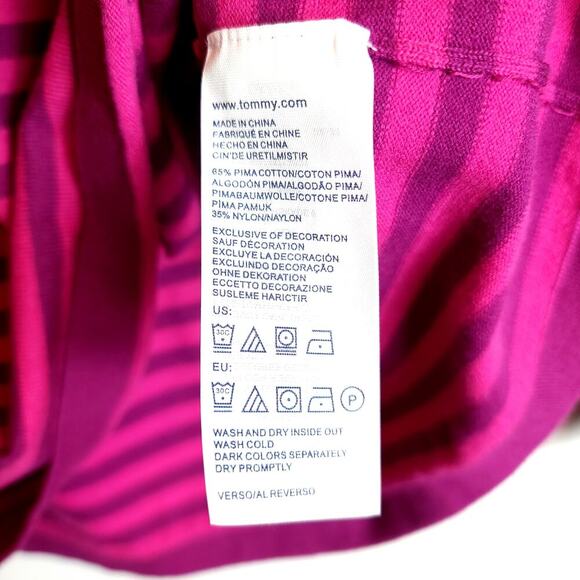 www.tommy.com
MADE IN CHINA
FABRIQUÉ EN CHINE
HECHO EN CHINA
CIN'DE URETILMISTIR
65% PIMA COTTON/COTON PIMA/
ALGODÓN PIMA/ALGODÃO PIMA/
PIMABAUMWOLLE/COTONE PIMA/
PIMA PAMUK
35% NYLON/NAYLON
EXCLUSIVE OF DECORATION
SAUF DÉCORATION
EXCLUYE LA DECORACIÓN
EXCLUINDO DECORAÇÃO
OHNE DEKORATION
ECCETTO DECORAZIONE
SUSLEME HARICTIR
US:
30C
EU:
30C P
WASH AND DRY INSIDE OUT
WASH COLD
DARK COLORS SEPARATELY
DRY PROMPTLY
VERSO/AL REVERSO